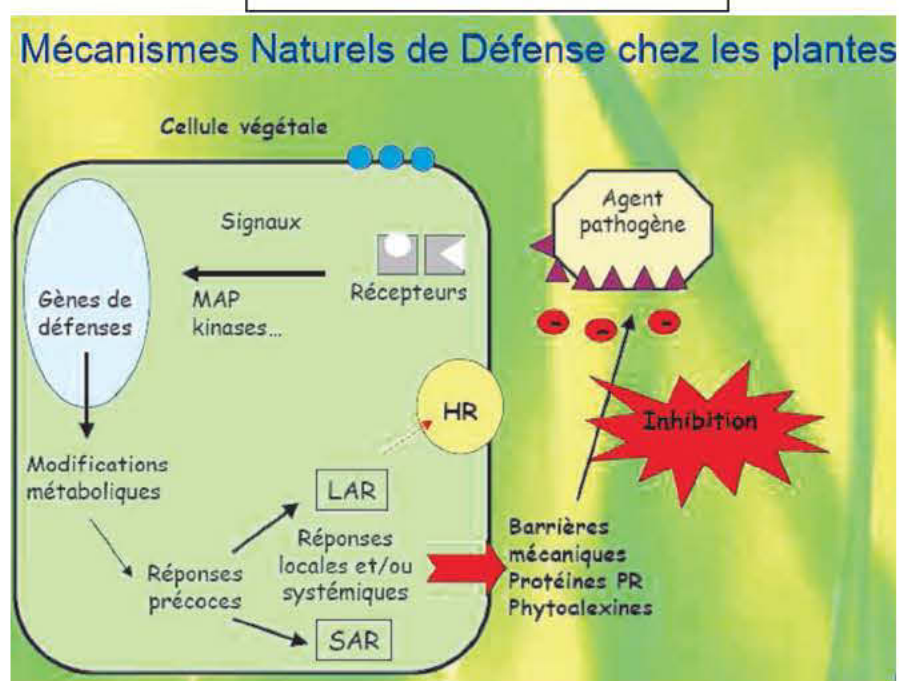 Mécanismes Naturels de Défense chez les plantes
Cellule végétale
Signaux
Agent
pathogène
Récepteurs
MAP
kinases...
Gènes de
défenses
HR
Inhibition
Modifications
métaboliques
LAR
Réponses
locales et/ou
systémiques
Réponses
précoces
SAR
Barrières
mécaniques
Protéines PR
Phytoalexines
-
-
-